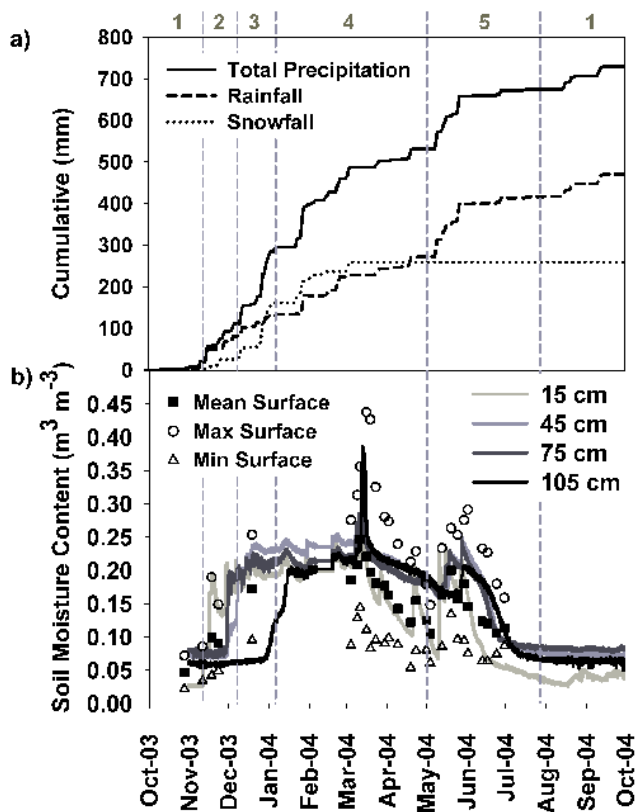 1 2 3 4 5 1
a)
800
700
600
500
400
300
200
100
0
Cumulative (mm)
Total Precipitation
Rainfall
Snowfall
b)
0.45
0.40
0.35
0.30
0.25
0.20
0.15
0.10
0.05
0.00
Soil Moisture Content (m³ m⁻³)
Mean Surface
Max Surface
Min Surface
15 cm
45 cm
75 cm
105 cm
Oct-03
Nov-03
Dec-03
Jan-04
Feb-04
Mar-04
Apr-04
May-04
Jun-04
Jul-04
Aug-04
Sep-04
Oct-04